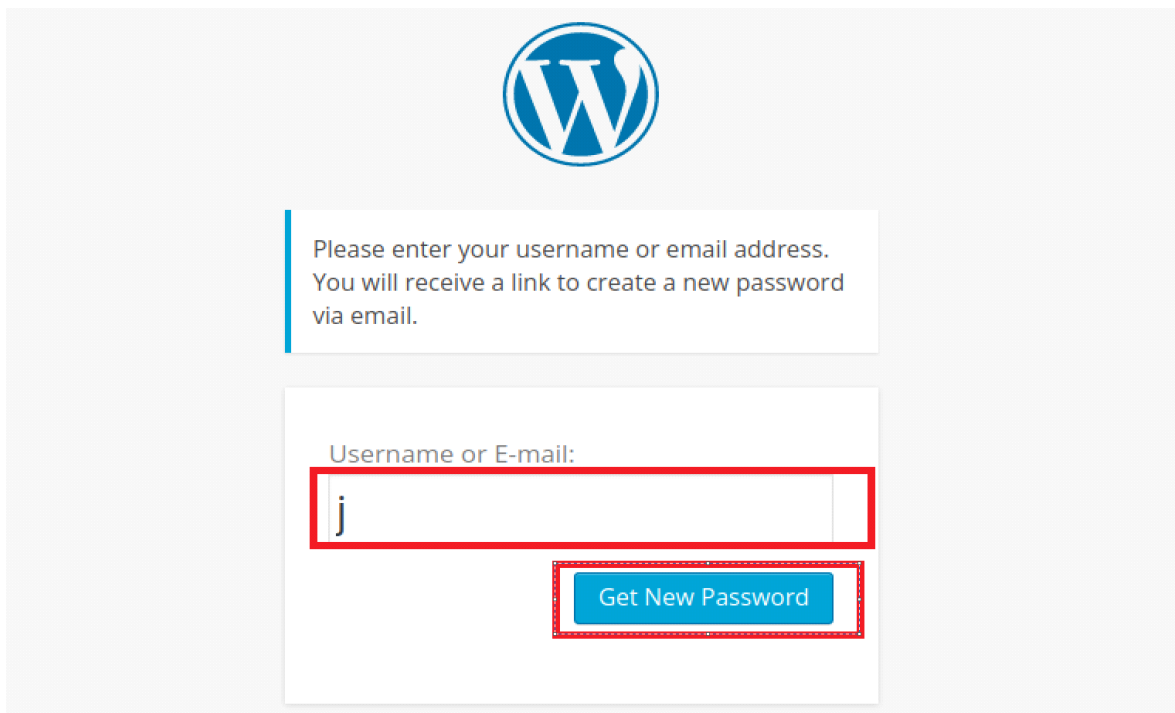 Please enter your username or email address.
You will receive a link to create a new password
via email.
Username or E-mail:
j
Get New Password